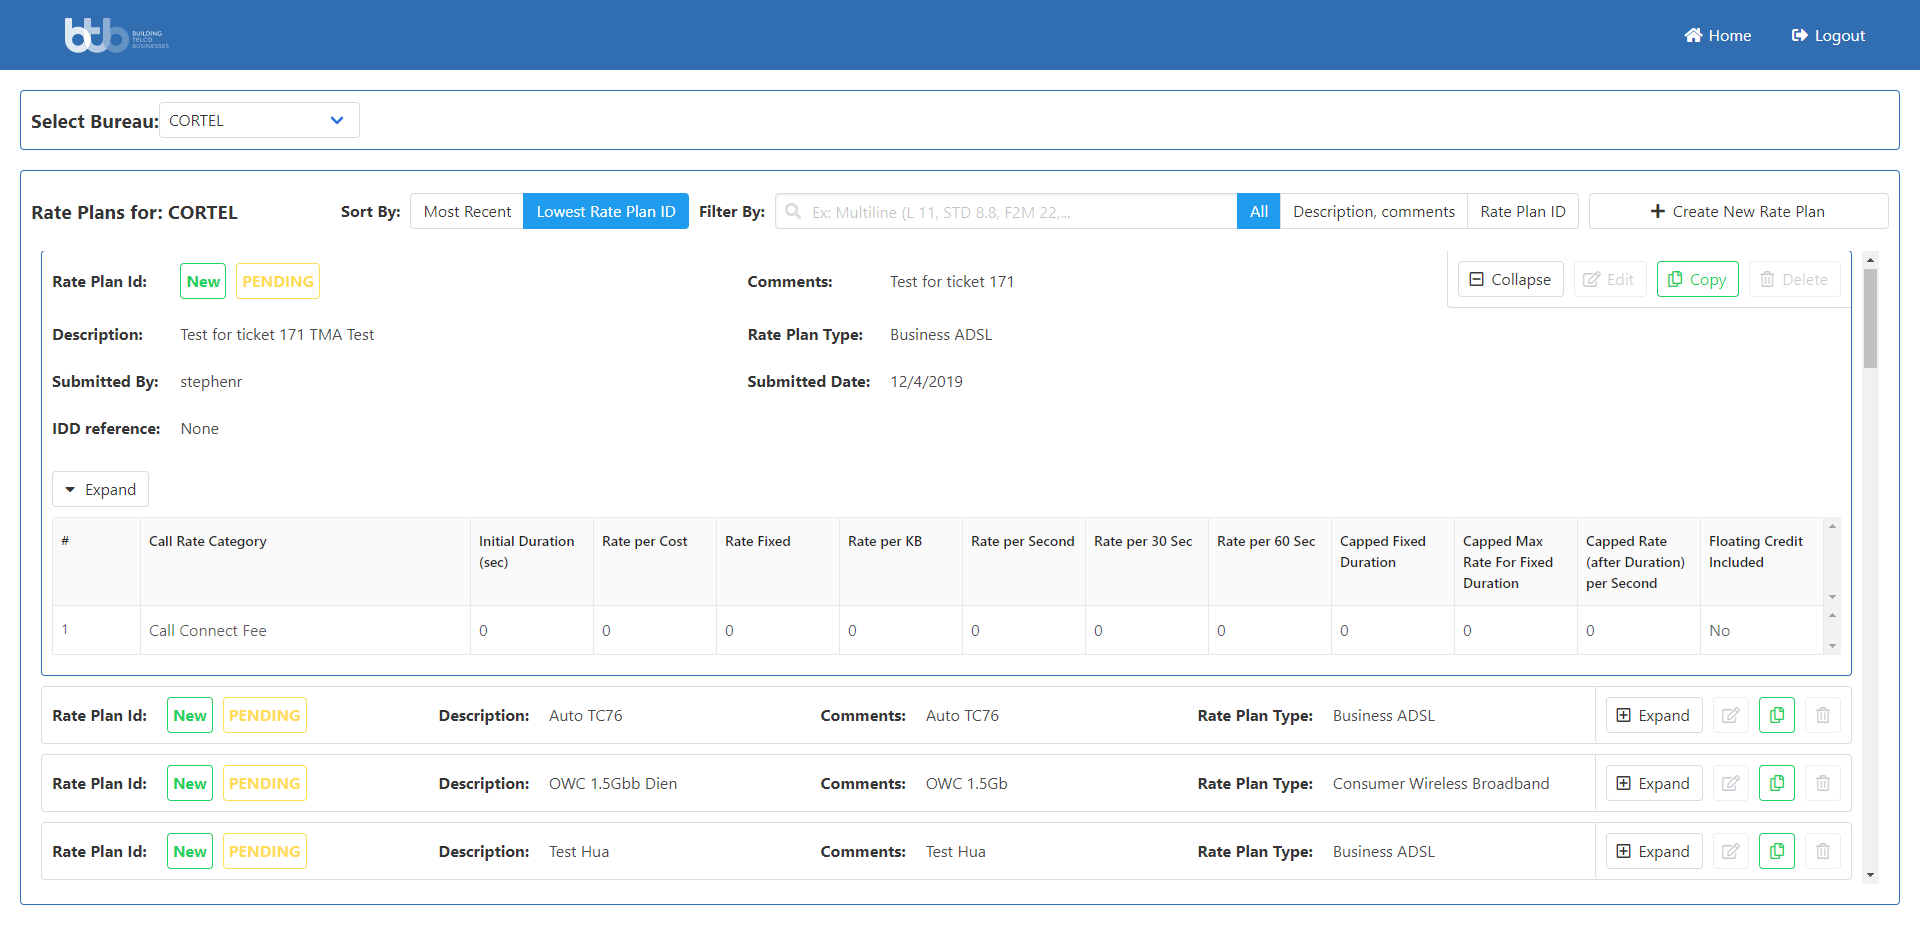 btb BUILDING TELCO BUSINESSES
Home Logout
Select Bureau: CORTEL
Rate Plans for: CORTEL Sort By: Most Recent Lowest Rate Plan ID Filter By: Ex: Multiline (L 11, STD 8.8, F2M 22,... All Description, comments Rate Plan ID Create New Rate Plan
Rate Plan Id: New PENDING Comments: Test for ticket 171 Collapse Edit Copy Delete
Description: Test for ticket 171 TMA Test Rate Plan Type: Business ADSL
Submitted By: stephenr Submitted Date: 12/4/2019
IDD reference: None
Expand
# Call Rate Category Initial Duration (sec) Rate per Cost Rate Fixed Rate per KB Rate per Second Rate per 30 Sec Rate per 60 Sec Capped Fixed Duration Capped Max Rate For Fixed Duration Capped Rate (after Duration) per Second Floating Credit Included
1 Call Connect Fee 0 0 0 0 0 0 0 0 0 0 No
Rate Plan Id: New PENDING Description: Auto TC76 Comments: Auto TC76 Rate Plan Type: Business ADSL Expand
Rate Plan Id: New PENDING Description: OWC 1.5Gbb Dien Comments: OWC 1.5Gb Rate Plan Type: Consumer Wireless Broadband Expand
Rate Plan Id: New PENDING Description: Test Hua Comments: Test Hua Rate Plan Type: Business ADSL Expand